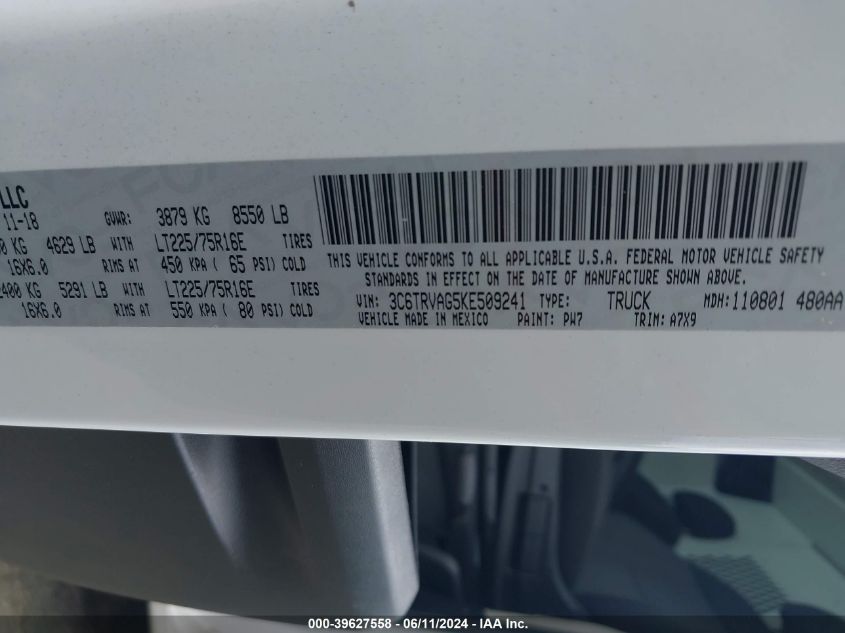 LLC
11-18 GVWR: 3879 KG 8550 LB
KG 4629 LB WITH LT225/75R16E TIRES
16X6.0 RIMS AT 450 KPA ( 65 PSI) COLD
2400 KG 5291 LB WITH LT225/75R16E TIRES
16X6.0 RIMS AT 550 KPA ( 80 PSI) COLD
THIS VEHICLE CONFORMS TO ALL APPLICABLE U.S.A. FEDERAL MOTOR VEHICLE SAFETY
STANDARDS IN EFFECT ON THE DATE OF MANUFACTURE SHOWN ABOVE.
VIN: 3C6TRVAG5KE509241 TYPE: TRUCK MDH:110801 480AA
VEHICLE MADE IN MEXICO PAINT: PW7 TRIM: A7X9
000-39627558 - 06/11/2024 - IAA Inc.